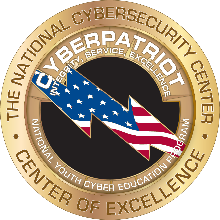 • THE NATIONAL CYBERSECURITY CENTER •
CYBERPATRIOT
INTEGRITY, SERVICE, EXCELLENCE
NATIONAL YOUTH CYBER EDUCATION PROGRAM
CENTER OF EXCELLENCE